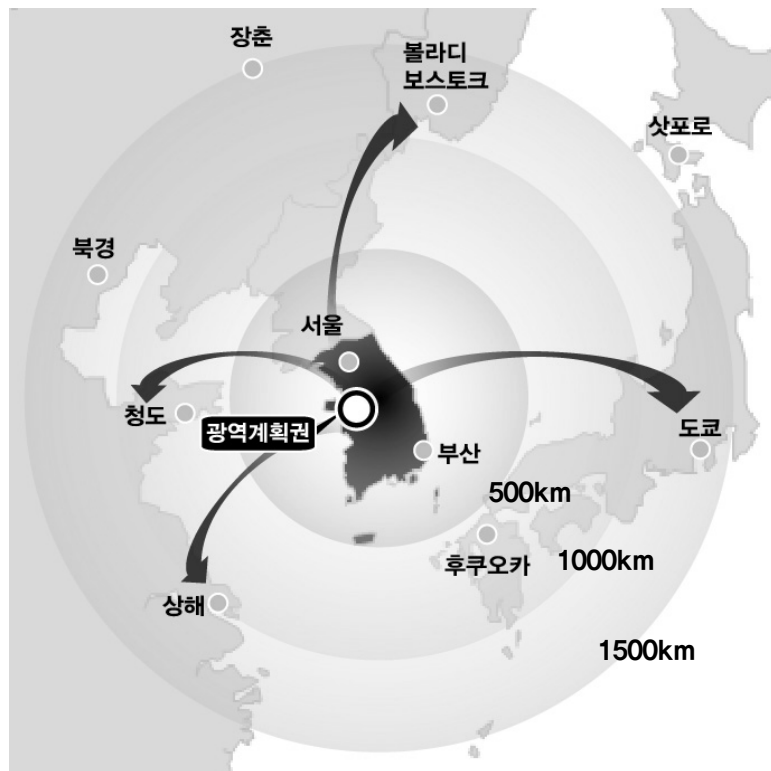 장춘
볼라디
보스토크
삿포로
북경
서울
청도
광역계획권
부산
도쿄
500km
후쿠오카
1000km
상해
1500km